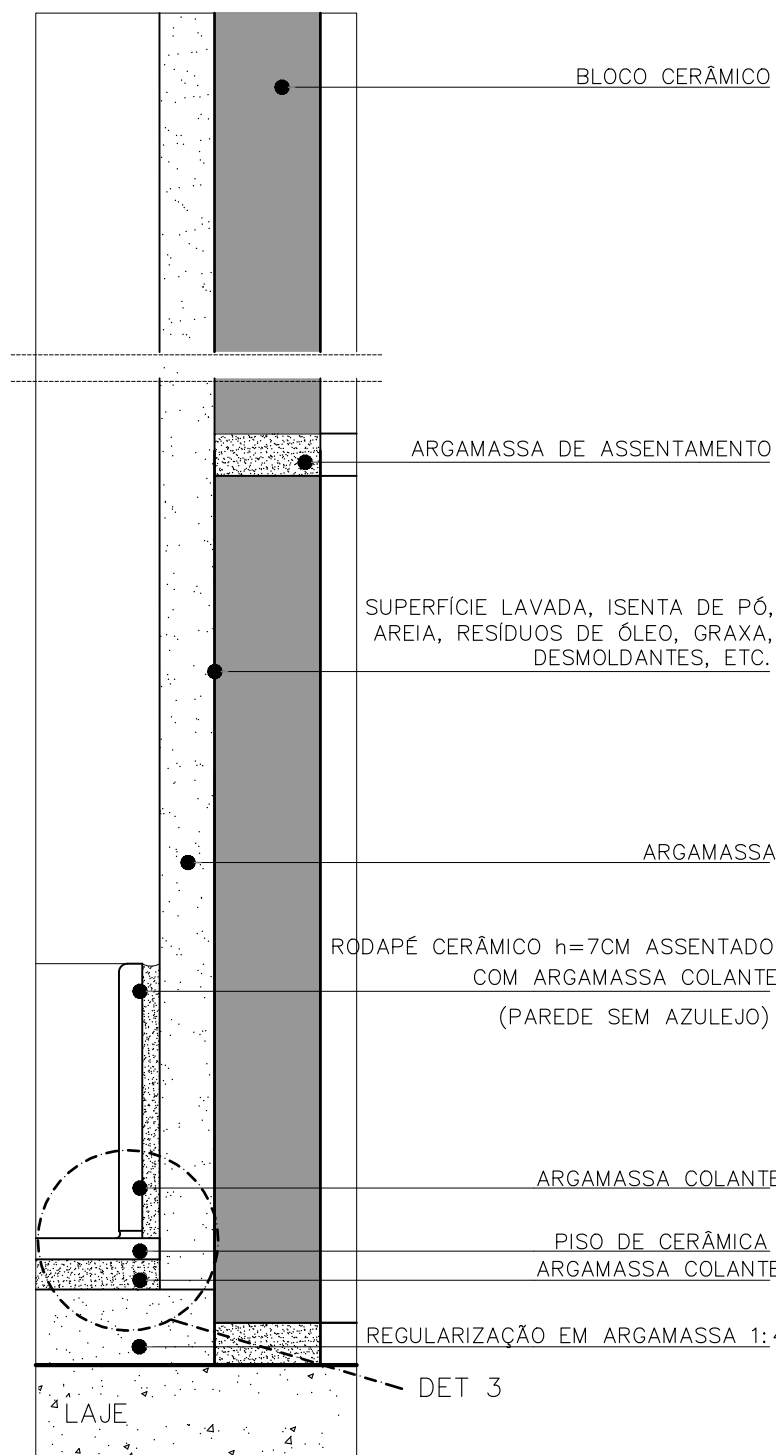 BLOCO CERÂMICO
ARGAMASSA DE ASSENTAMENTO
SUPERFÍCIE LAVADA, ISENTA DE PÓ,
AREIA, RESÍDUOS DE ÓLEO, GRAXA,
DESMOLDANTES, ETC.
ARGAMASSA
RODAPÉ CERÂMICO h=7CM ASSENTADO
COM ARGAMASSA COLANTE
(PAREDE SEM AZULEJO)
ARGAMASSA COLANTE
PISO DE CERÂMICA
ARGAMASSA COLANTE
REGULARIZAÇÃO EM ARGAMASSA 1:4
DET 3
LAJE